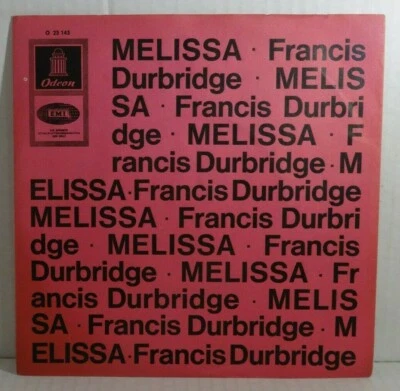 O 23 143
Odeon
EMI
MELISSA · Francis
Durbridge · MELIS
SA · Francis Durbri
dge · MELISSA · F
rancis Durbridge · M
ELISSA·Francis Durbridge
MELISSA · Francis Durbri
dge · MELISSA · Francis
Durbridge · MELISSA · Fr
ancis Durbridge · MELIS
SA · Francis Durbridge · M
ELISSA·Francis Durbridge